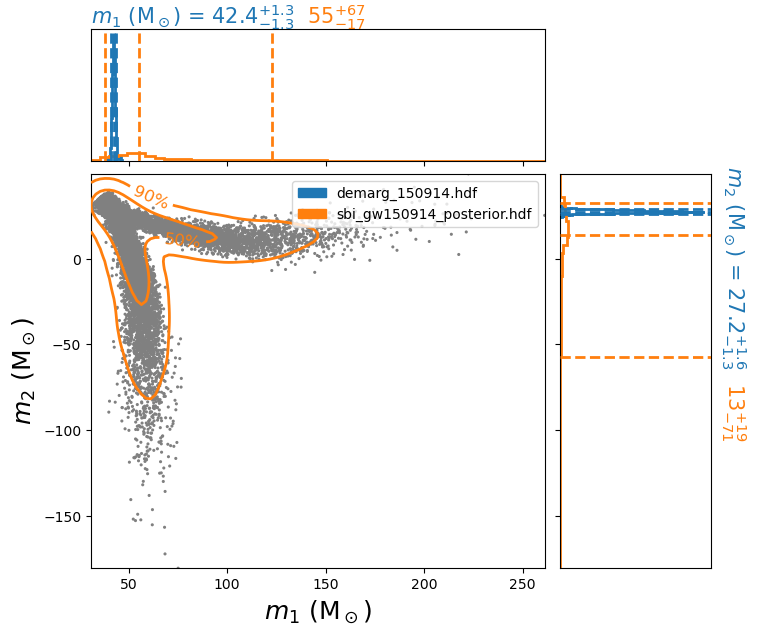 m₁ (M⊙) = 42.4⁺¹·³₋₁.₃ 55⁺⁶⁷₋₁₇
90%
50%
demarg_150914.hdf
sbi_gw150914_posterior.hdf
0
−50
−100
−150
m₂ (M⊙)
50
100
150
200
250
m₁ (M⊙)
m₂ (M⊙) = 27.2⁺¹·⁶₋₁.₃ 13⁺¹⁹₋₇₁